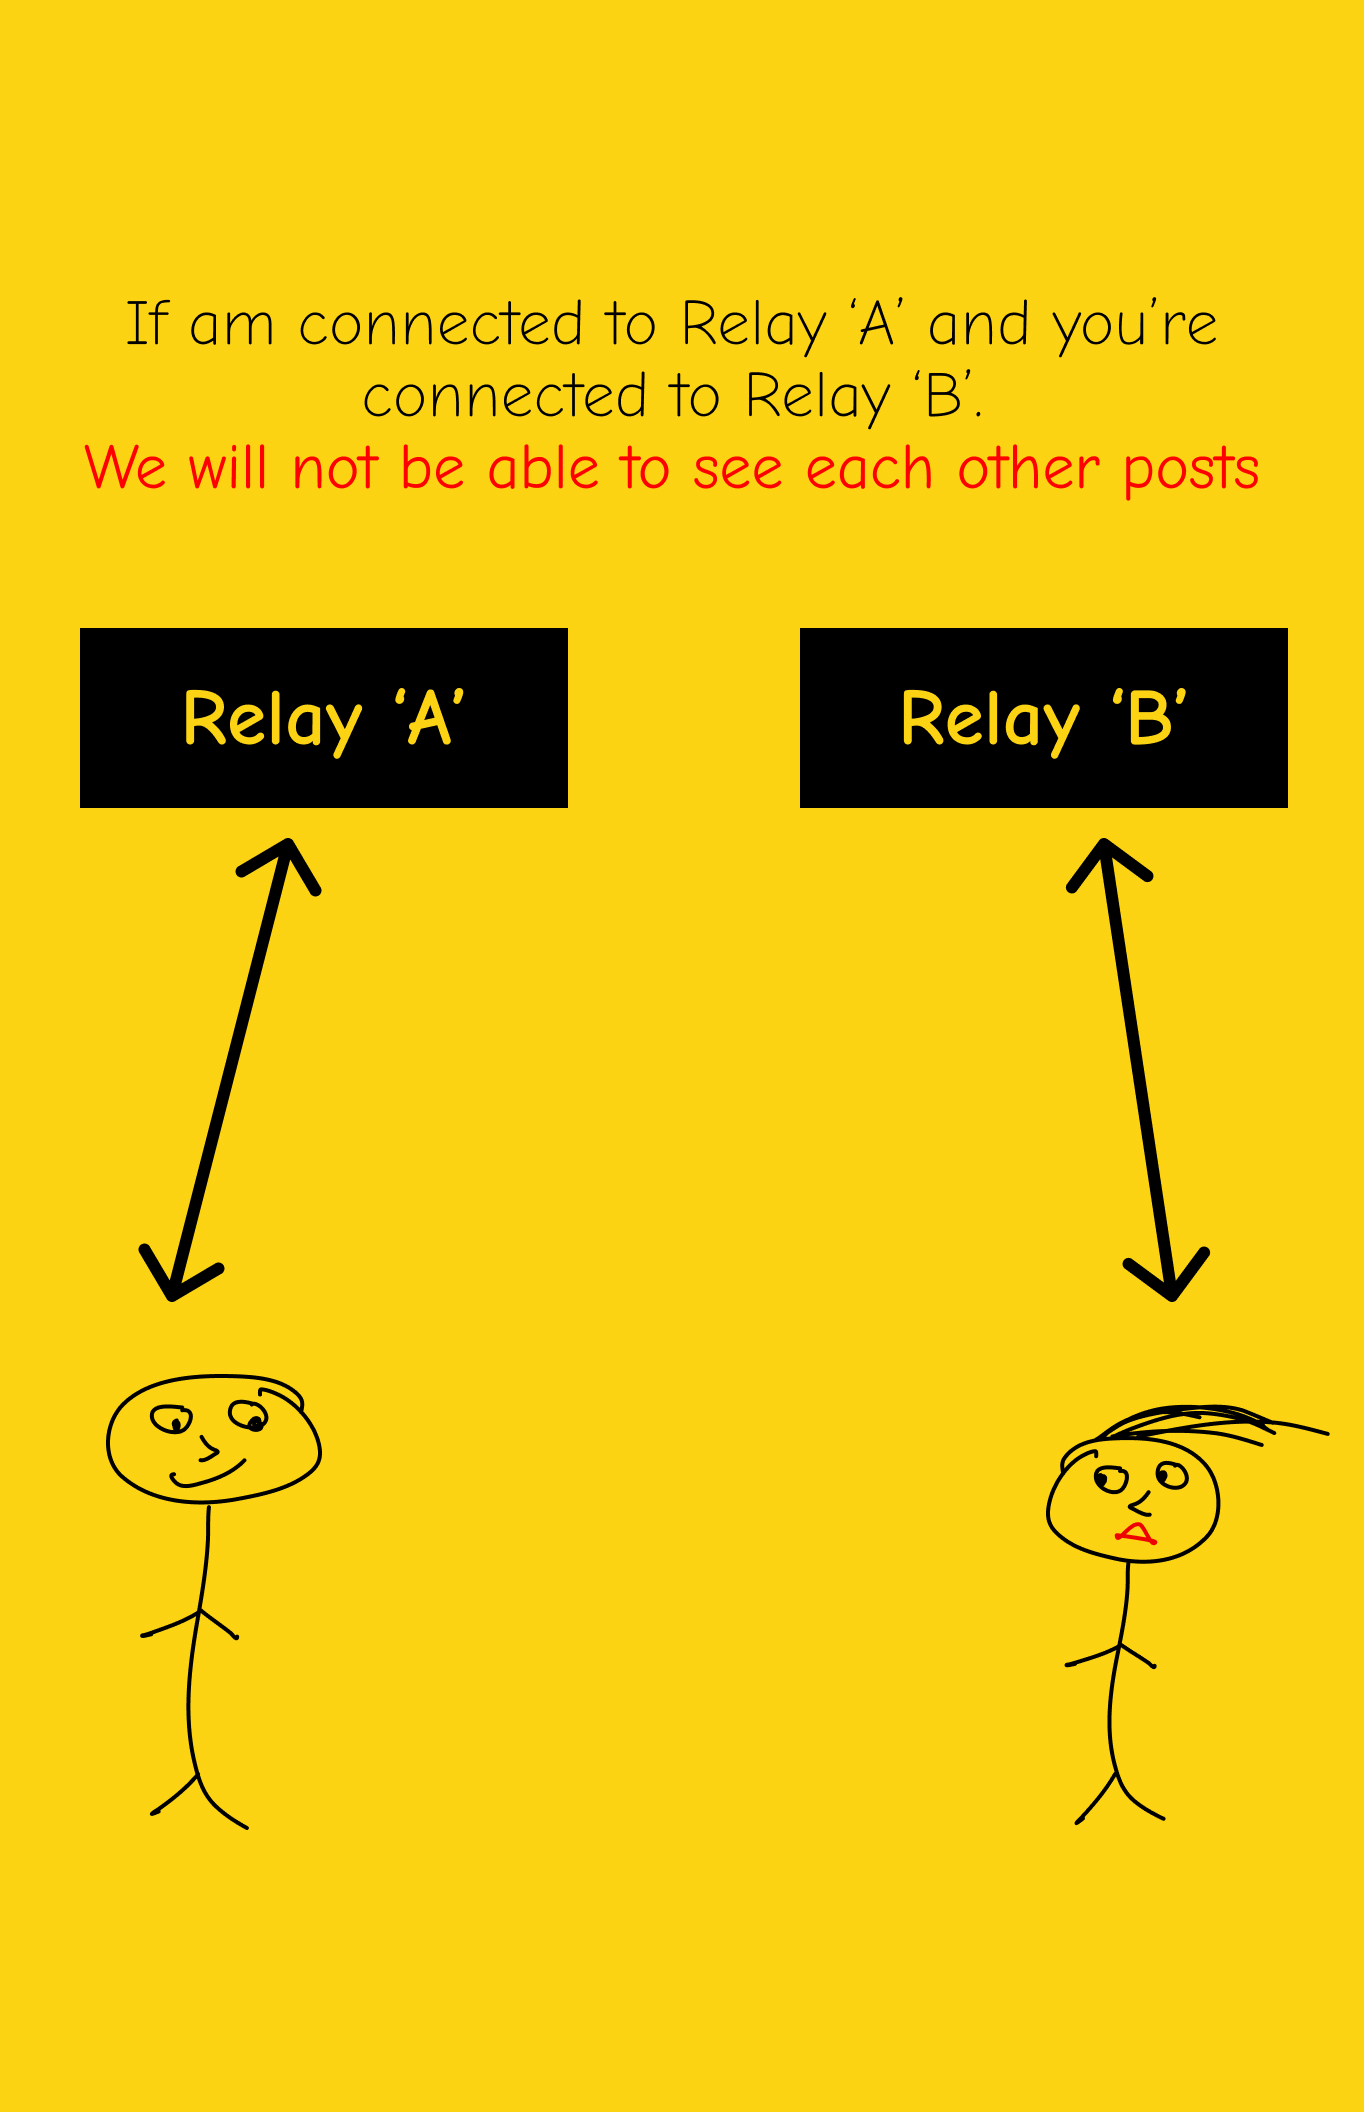 If am connected to Relay ‘A’ and you’re
connected to Relay ‘B’.
We will not be able to see each other posts
Relay ‘A’
Relay ‘B’